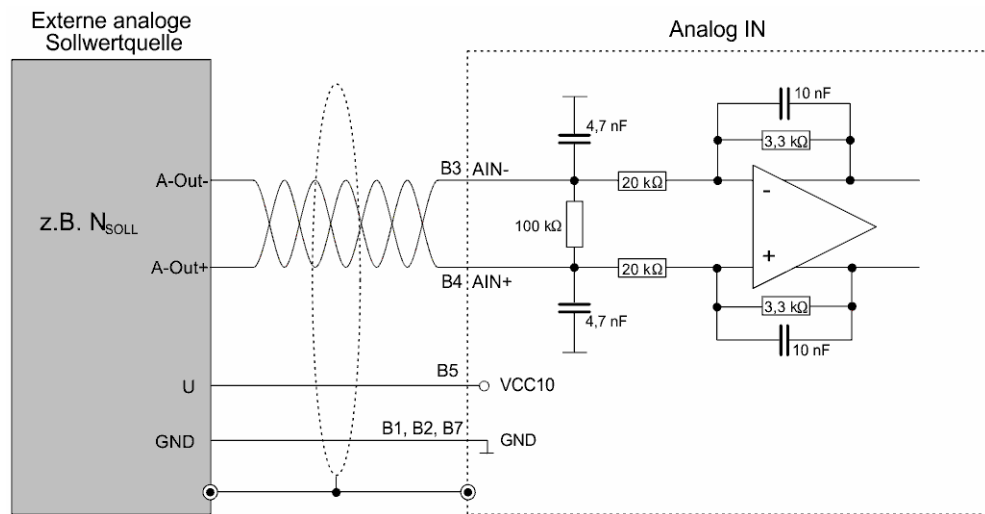 Externe analoge
Sollwertquelle
Analog IN
10 nF
4,7 nF
3,3 kΩ
A-Out-
B3
AIN-
20 kΩ
-
z.B. NSOLL
100 kΩ
+
A-Out+
B4
AIN+
20 kΩ
3,3 kΩ
4,7 nF
10 nF
U
B5
VCC10
GND
B1, B2, B7
GND